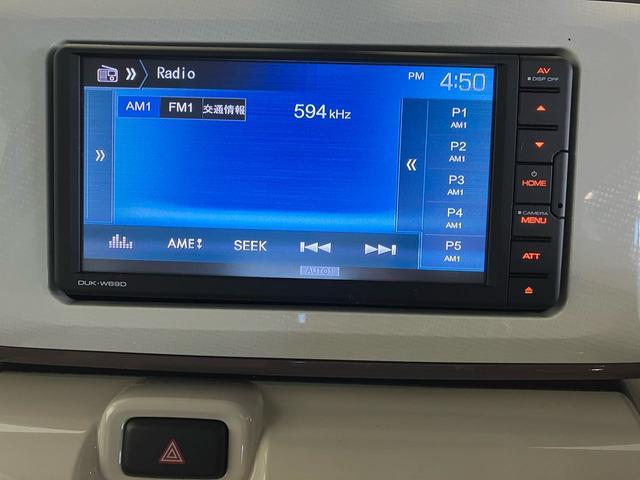 Radio
PM 4:50
AV
DISP OFF
AM1 FM1 交通情報
594 kHz
P1
AM1
P2
AM1
P3
AM1
P4
AM1
P5
AM1
HOME
CAMERA
MENU
ATT
AME
SEEK
AUTO1
DUK-W69D